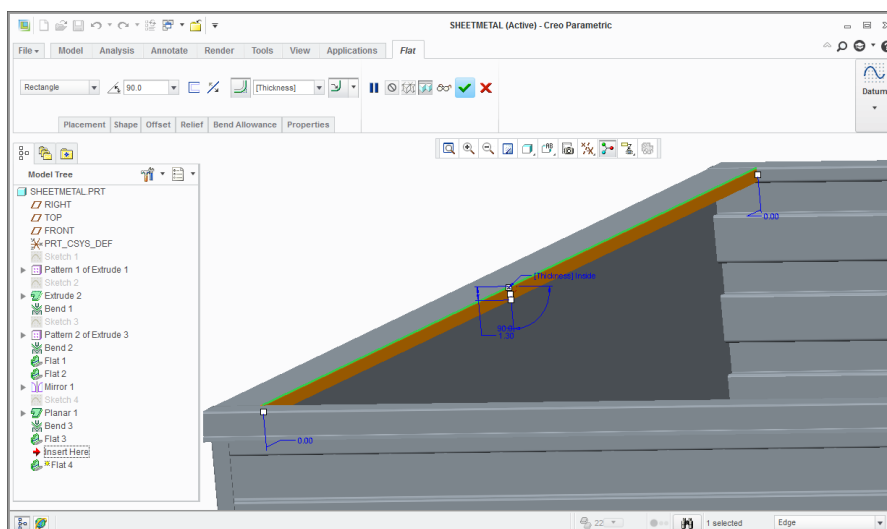 SHEETMETAL (Active) - Creo Parametric
File Model Analysis Annotate Render Tools View Applications Flat
Rectangle 90.0 [Thickness]
Datum
Placement Shape Offset Relief Bend Allowance Properties
Model Tree
SHEETMETAL.PRT
RIGHT
TOP
FRONT
PRT_CSYS_DEF
Sketch 1
Pattern 1 of Extrude 1
Sketch 2
Extrude 2
Bend 1
Sketch 3
Pattern 2 of Extrude 3
Bend 2
Flat 1
Flat 2
Mirror 1
Sketch 4
Planar 1
Bend 3
Flat 3
Insert Here
Flat 4
0.00
[Thickness] Inside
90.0
1.50
0.00
22 1 selected Edge